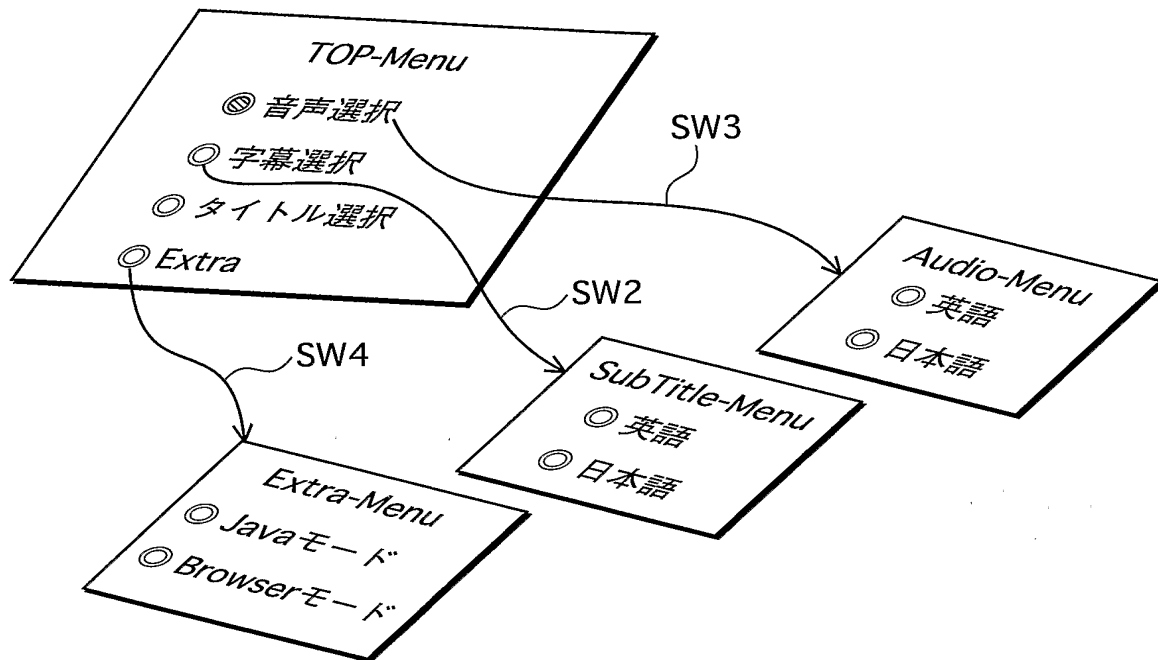 TOP-Menu
音声選択
字幕選択
タイトル選択
Extra
SW3
SW2
SW4
Audio-Menu
英語
日本語
SubTitle-Menu
英語
日本語
Extra-Menu
Javaモード
Browserモード